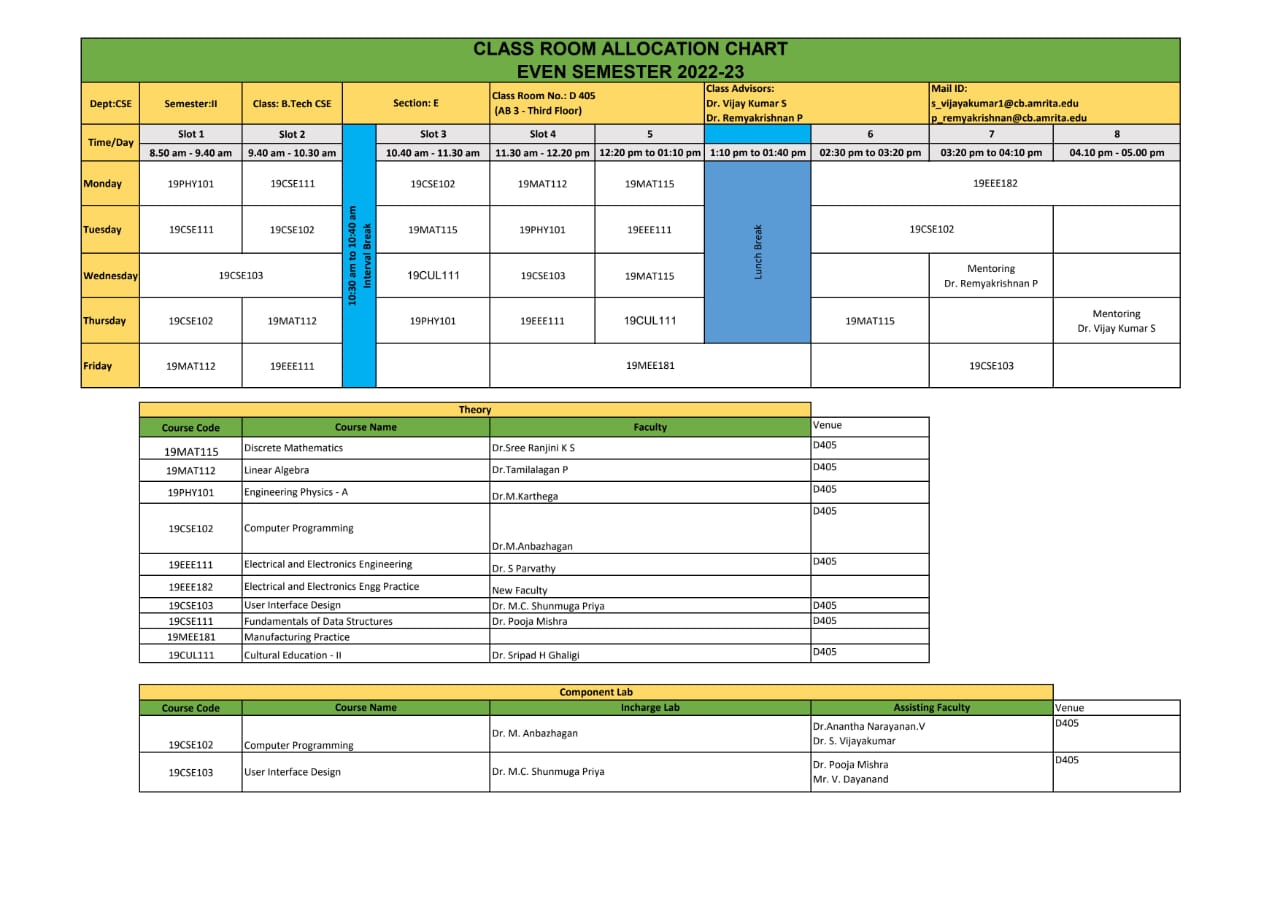 CLASS ROOM ALLOCATION CHART
EVEN SEMESTER 2022-23
Dept:CSE Semester:II Class: B.Tech CSE Section: E Class Room No.: D 405 (AB 3 - Third Floor) Class Advisors: Dr. Vijay Kumar S Dr. Remyakrishnan P Mail ID: s_vijayakumar1@cb.amrita.edu p_remyakrishnan@cb.amrita.edu
Time/Day Slot 1 Slot 2 Slot 3 Slot 4 5 6 7 8
8.50 am - 9.40 am 9.40 am - 10.30 am 10.40 am - 11.30 am 11.30 am - 12.20 pm 12:20 pm to 01:10 pm 1:10 pm to 01:40 pm 02:30 pm to 03:20 pm 03:20 pm to 04:10 pm 04.10 pm - 05.00 pm
10:30 am to 10:40 am
Interval Break
Lunch Break
Monday 19PHY101 19CSE111 19CSE102 19MAT112 19MAT115 19EEE182
Tuesday 19CSE111 19CSE102 19MAT115 19PHY101 19EEE111 19CSE102
Wednesday 19CSE103 19CUL111 19CSE103 19MAT115 Mentoring Dr. Remyakrishnan P
Thursday 19CSE102 19MAT112 19PHY101 19EEE111 19CUL111 19MAT115 Mentoring Dr. Vijay Kumar S
Friday 19MAT112 19EEE111 19MEE181 19CSE103
Theory
Course Code Course Name Faculty Venue
19MAT115 Discrete Mathematics Dr.Sree Ranjini K S D405
19MAT112 Linear Algebra Dr.Tamilalagan P D405
19PHY101 Engineering Physics - A Dr.M.Karthega D405
19CSE102 Computer Programming Dr.M.Anbazhagan D405
19EEE111 Electrical and Electronics Engineering Dr. S Parvathy D405
19EEE182 Electrical and Electronics Engg Practice New Faculty
19CSE103 User Interface Design Dr. M.C. Shunmuga Priya D405
19CSE111 Fundamentals of Data Structures Dr. Pooja Mishra D405
19MEE181 Manufacturing Practice
19CUL111 Cultural Education - II Dr. Sripad H Ghaligi D405
Component Lab
Course Code Course Name Incharge Lab Assisting Faculty Venue
19CSE102 Computer Programming Dr. M. Anbazhagan Dr.Anantha Narayanan.V Dr. S. Vijayakumar D405
19CSE103 User Interface Design Dr. M.C. Shunmuga Priya Dr. Pooja Mishra Mr. V. Dayanand D405